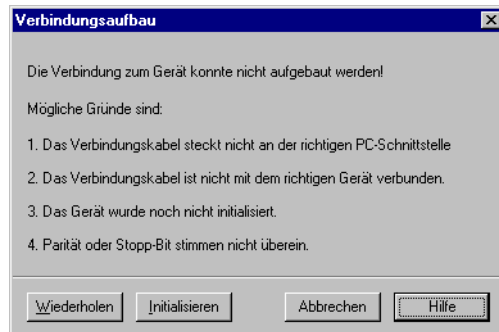 Verbindungsaufbau
Die Verbindung zum Gerät konnte nicht aufgebaut werden!
Mögliche Gründe sind:
1. Das Verbindungskabel steckt nicht an der richtigen PC-Schnittstelle
2. Das Verbindungskabel ist nicht mit dem richtigen Gerät verbunden.
3. Das Gerät wurde noch nicht initialisiert.
4. Parität oder Stopp-Bit stimmen nicht überein.
Wiederholen Initialisieren Abbrechen Hilfe